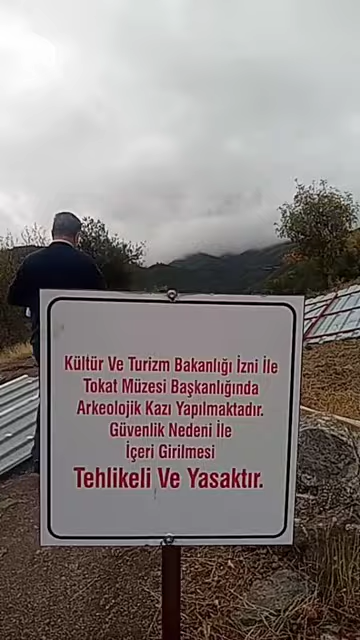 Kültür Ve Turizm Bakanlığı İzni İle
Tokat Müzesi Başkanlığında
Arkeolojik Kazı Yapılmaktadır.
Güvenlik Nedeni İle
İçeri Girilmesi
Tehlikeli Ve Yasaktır.